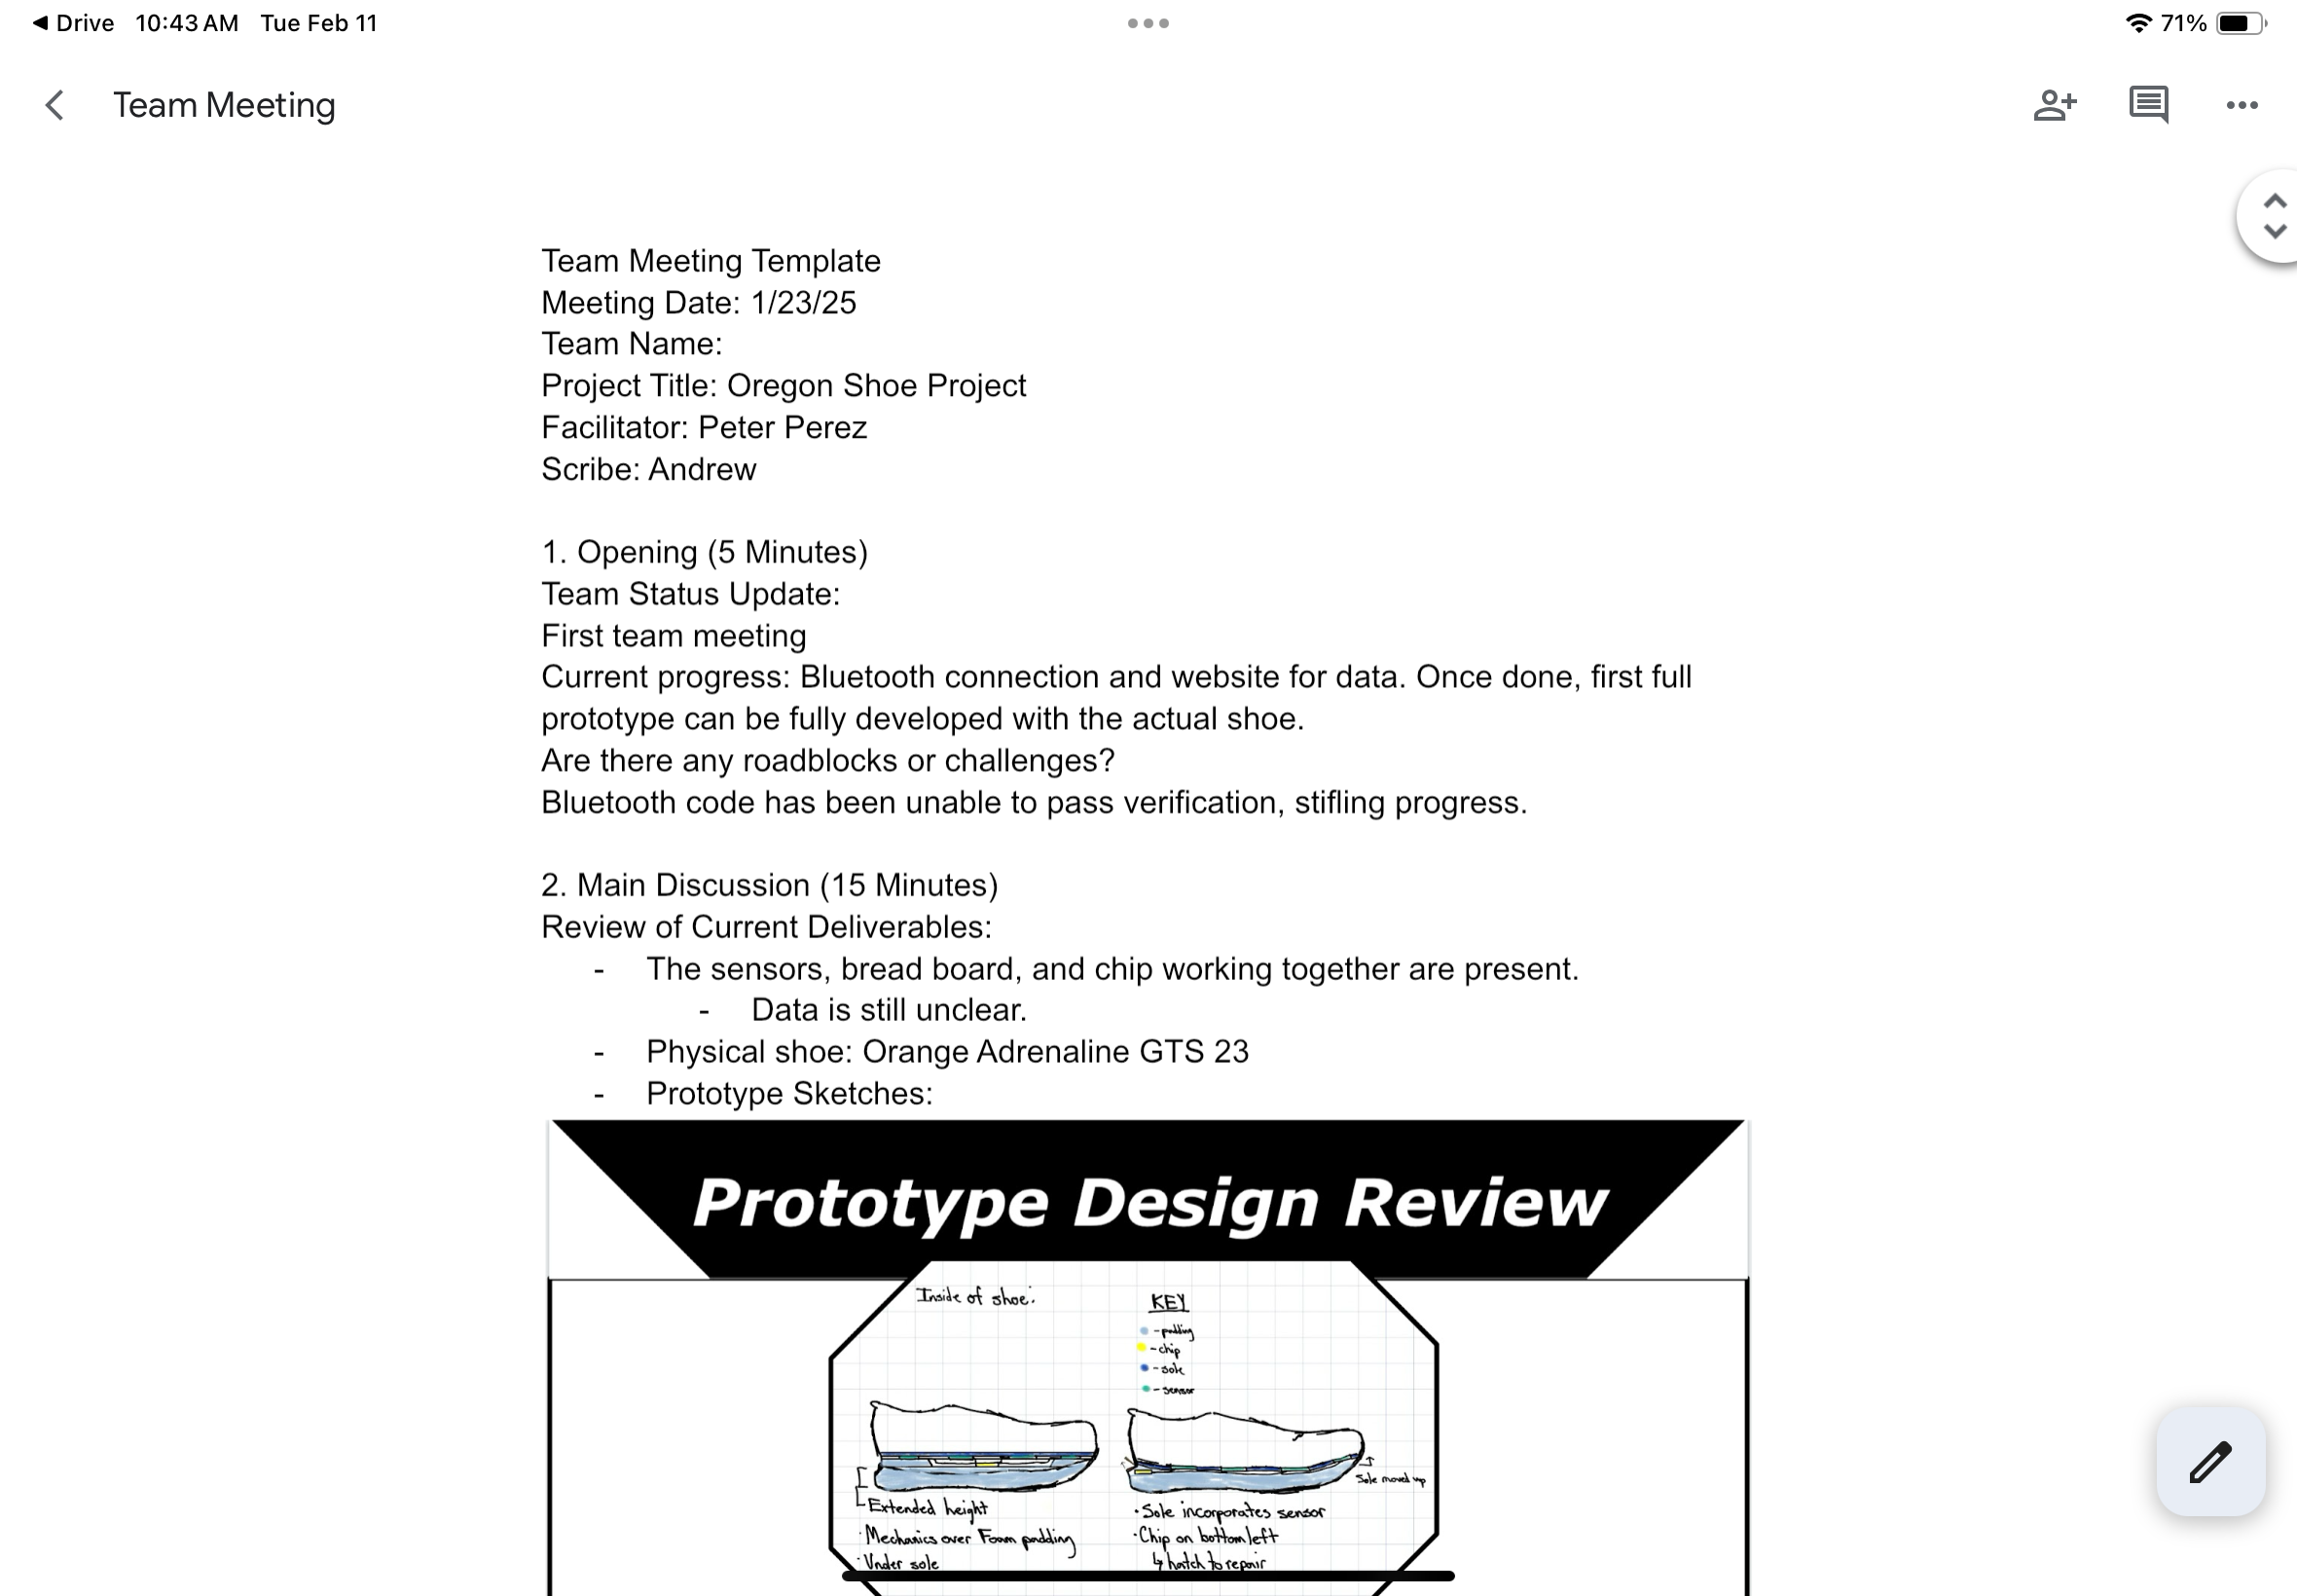 Drive 10:43 AM Tue Feb 11
71%
Team Meeting
Team Meeting Template
Meeting Date: 1/23/25
Team Name:
Project Title: Oregon Shoe Project
Facilitator: Peter Perez
Scribe: Andrew
1. Opening (5 Minutes)
Team Status Update:
First team meeting
Current progress: Bluetooth connection and website for data. Once done, first full
prototype can be fully developed with the actual shoe.
Are there any roadblocks or challenges?
Bluetooth code has been unable to pass verification, stifling progress.
2. Main Discussion (15 Minutes)
Review of Current Deliverables:
- The sensors, bread board, and chip working together are present.
- Data is still unclear.
- Physical shoe: Orange Adrenaline GTS 23
- Prototype Sketches:
Prototype Design Review
Inside of shoe:
KEY
- padding
- chip
- sole
- sensor
Sole moved up
Extended height
· Mechanics over Foam padding
· Under sole
· Sole incorporates sensor
· Chip on bottom left
↳ hatch to repair